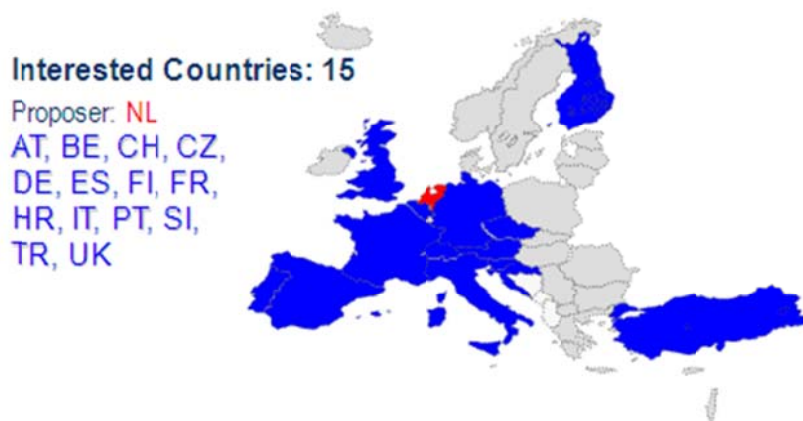 Interested Countries: 15
Proposer: NL
AT, BE, CH, CZ,
DE, ES, FI, FR,
HR, IT, PT, SI,
TR, UK